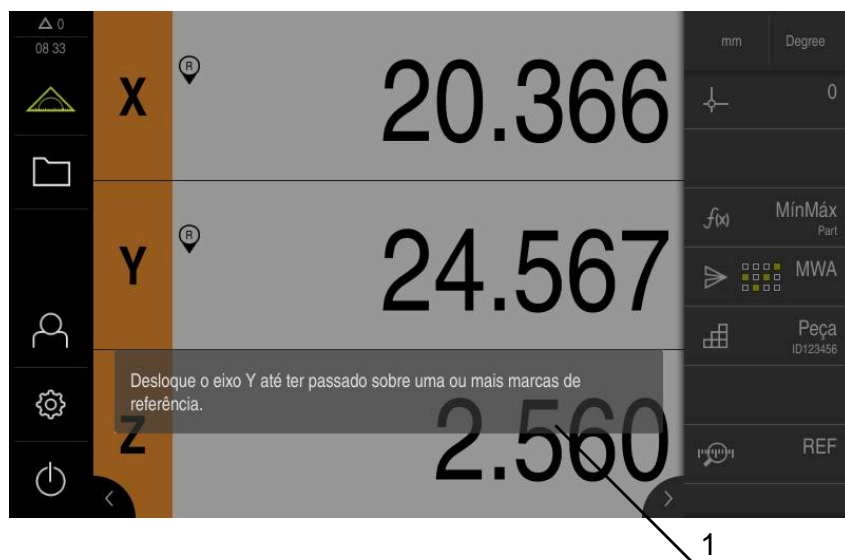 0
08 33
X
R
20.366
Y
R
24.567
Z
2.560
Desloque o eixo Y até ter passado sobre uma ou mais marcas de
referência.
mm
Degree
0
f(x)
MínMáx
Part
MWA
Peça
ID123456
REF
1